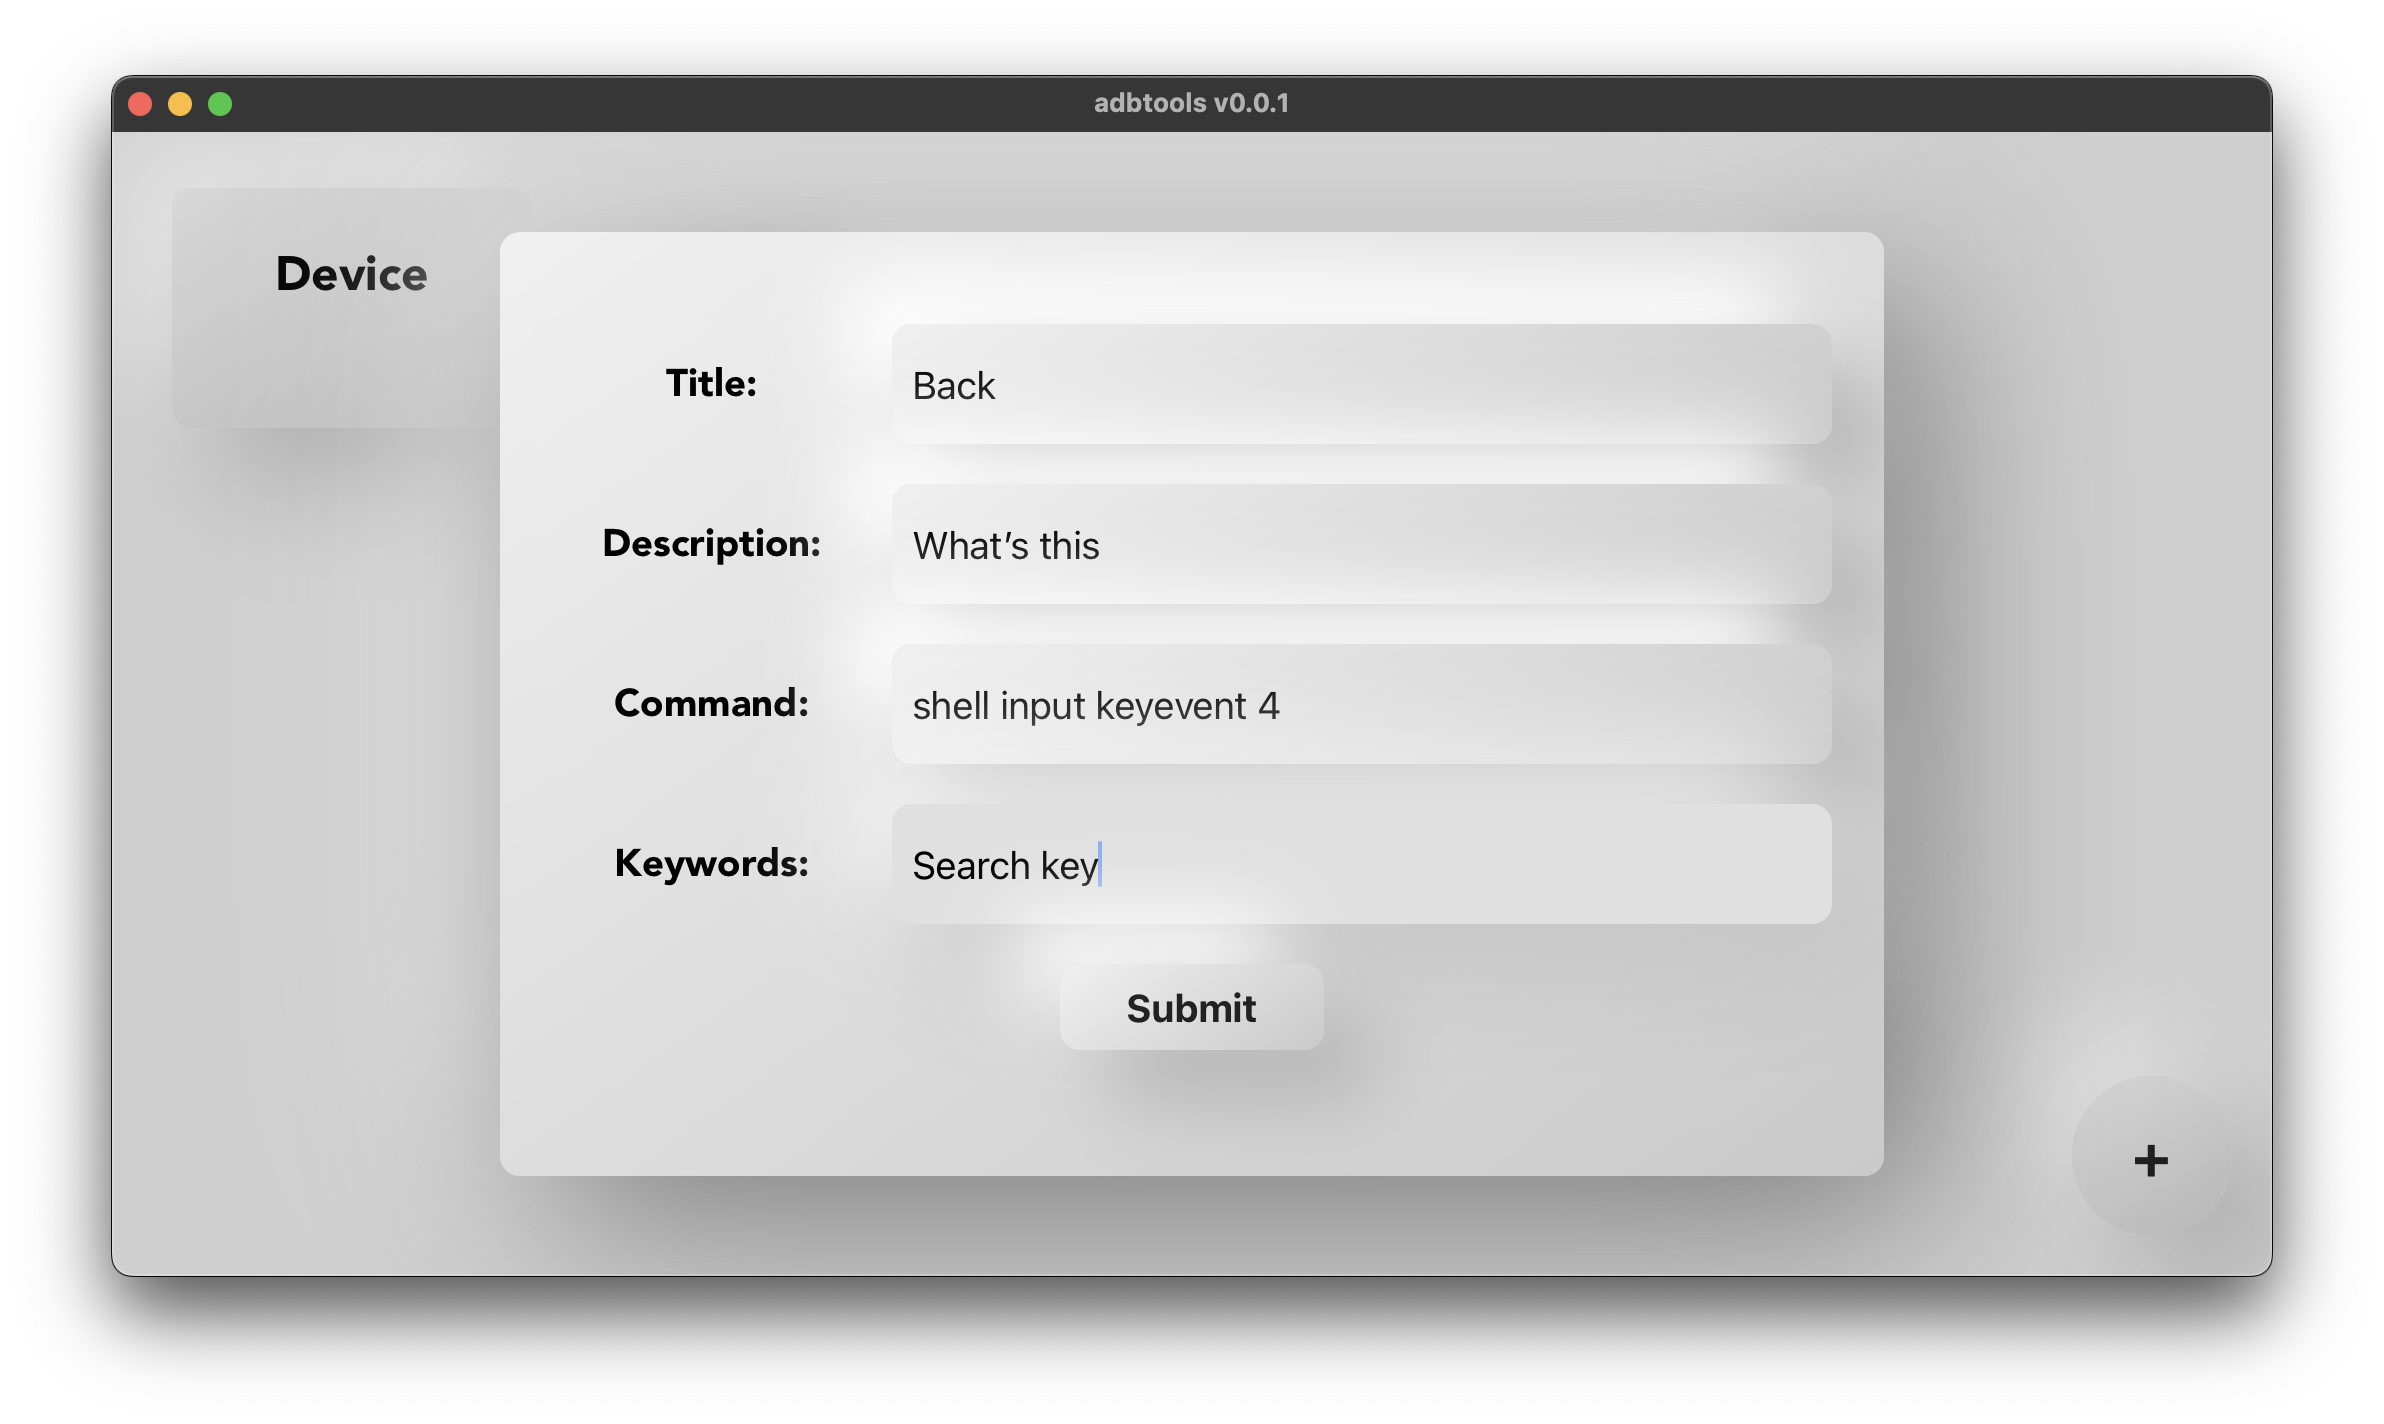 adbtools v0.0.1
Device
Title:
Back
Description:
What’s this
Command:
shell input keyevent 4
Keywords:
Search key
Submit
+